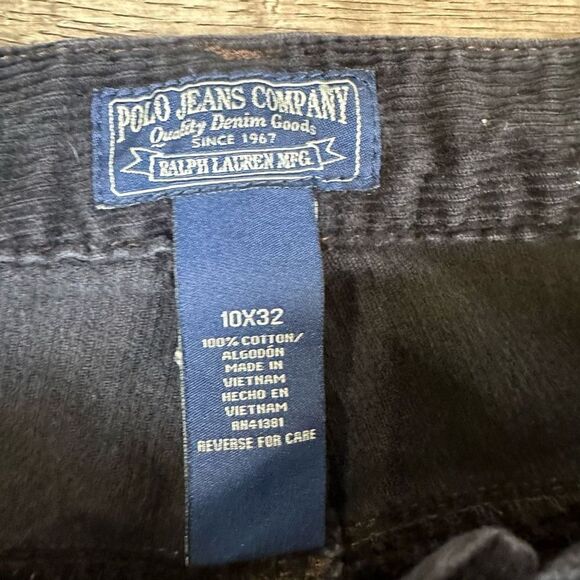 POLO JEANS COMPANY
Quality Denim Goods
SINCE 1967
RALPH LAUREN MFG.
10X32
100% COTTON/
ALGODÓN
MADE IN
VIETNAM
HECHO EN
VIETNAM
RN41381
REVERSE FOR CARE